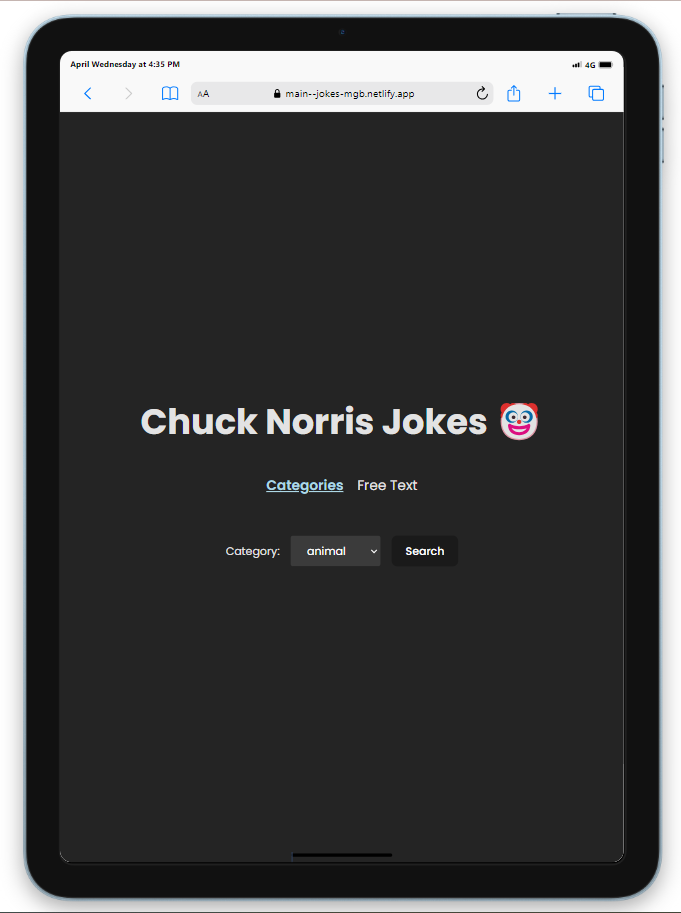 April Wednesday at 4:35 PM 4G
AA main--jokes-mgb.netlify.app
Chuck Norris Jokes 🤡
Categories Free Text
Category: animal Search